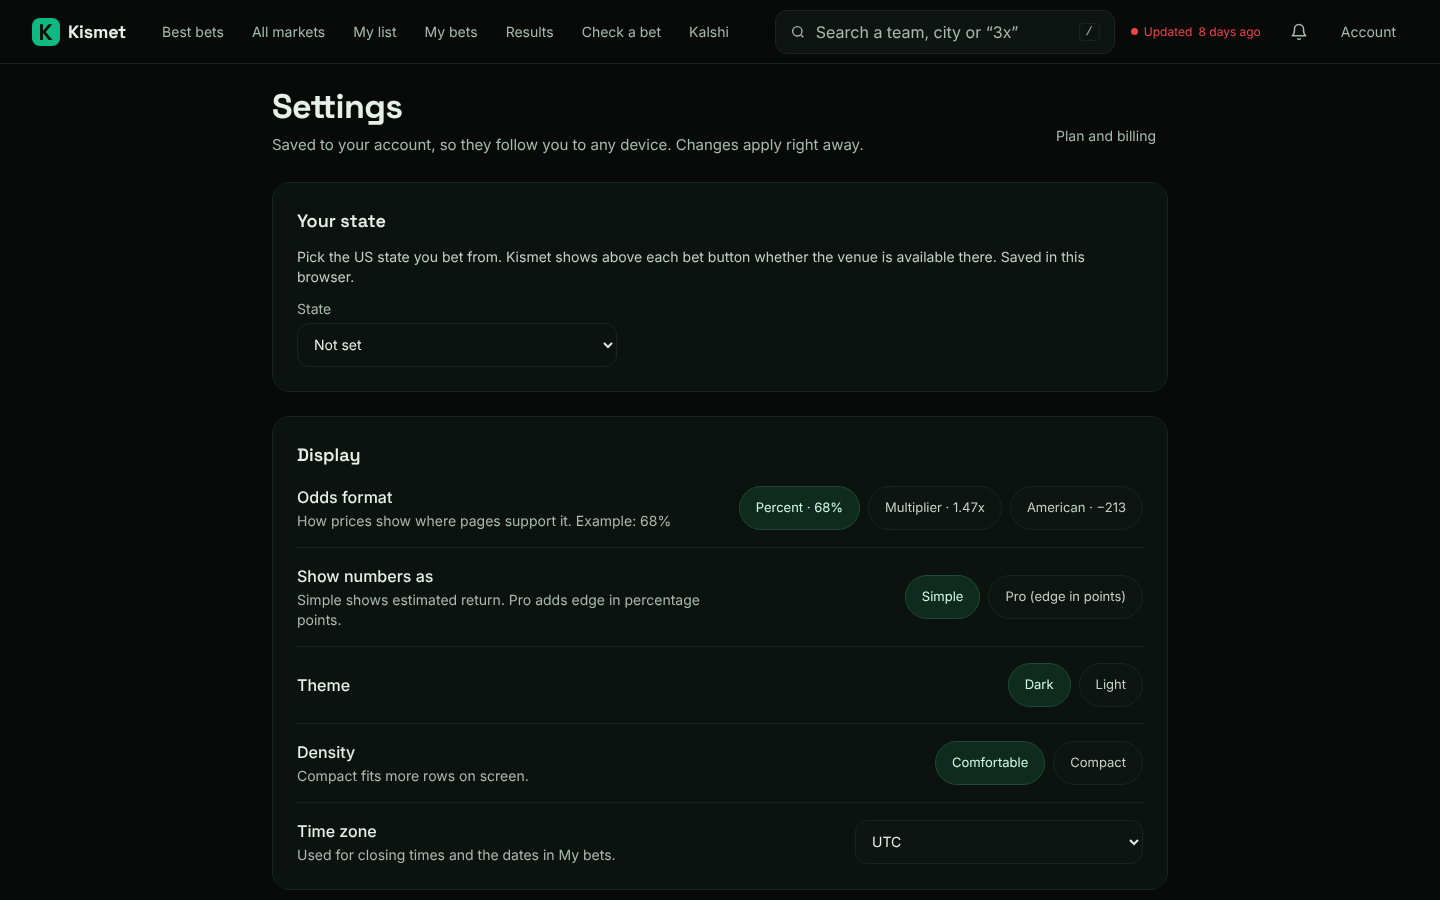 K Kismet
Best bets
All markets
My list
My bets
Results
Check a bet
Kalshi
Search a team, city or “3x”
/
Updated 8 days ago
Account
Settings
Saved to your account, so they follow you to any device. Changes apply right away.
Plan and billing
Your state
Pick the US state you bet from. Kismet shows above each bet button whether the venue is available there. Saved in this
browser.
State
Not set
Display
Odds format
How prices show where pages support it. Example: 68%
Percent · 68%
Multiplier · 1.47x
American · −213
Show numbers as
Simple shows estimated return. Pro adds edge in percentage
points.
Simple
Pro (edge in points)
Theme
Dark
Light
Density
Compact fits more rows on screen.
Comfortable
Compact
Time zone
Used for closing times and the dates in My bets.
UTC